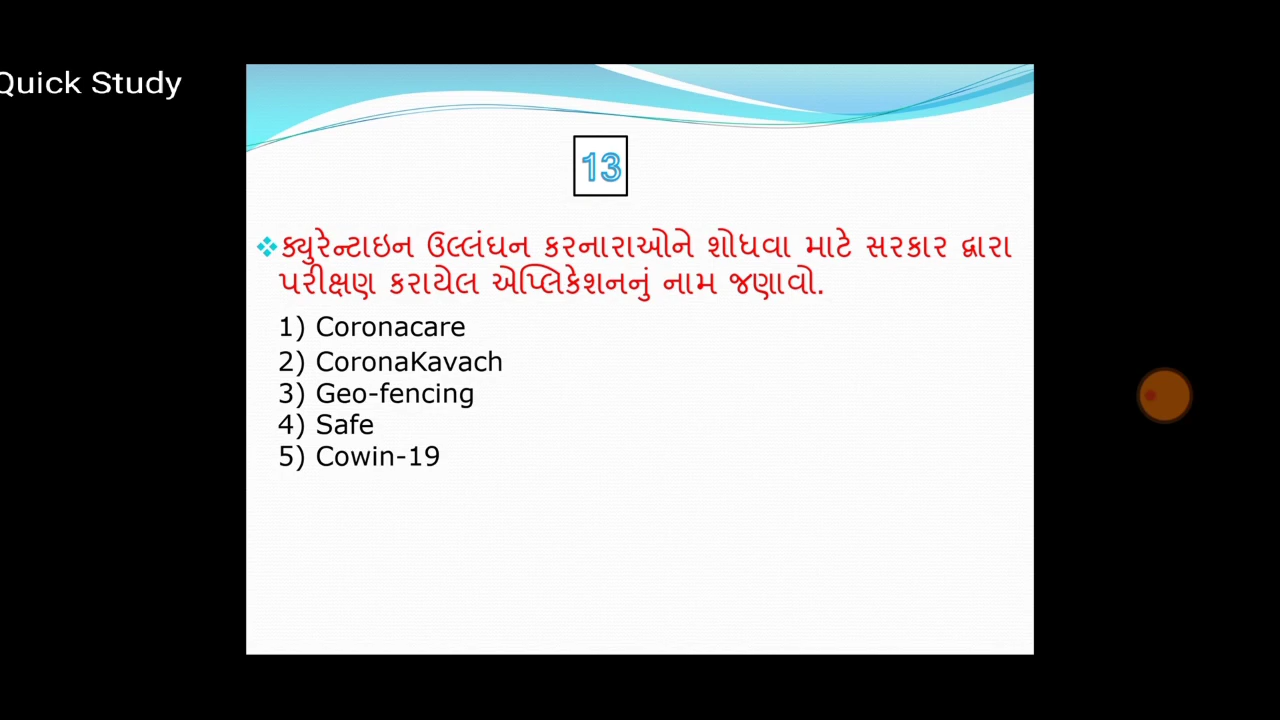 Quick Study
13
ક્યુરેન્ટાઇન ઉલ્લંઘન કરનારાઓને શોધવા માટે સરકાર દ્વારા
પરીક્ષણ કરાયેલ એપ્લિકેશનનું નામ જણાવો.
1) Coronacare
2) CoronaKavach
3) Geo-fencing
4) Safe
5) Cowin-19